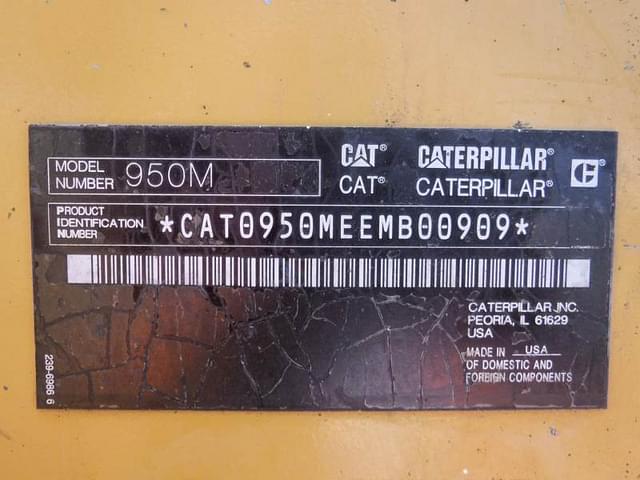 MODEL NUMBER 950M
CAT® CATERPILLAR®
CAT® CATERPILLAR®
C
PRODUCT IDENTIFICATION NUMBER *CAT0950MEEMB00909*
CATERPILLAR INC.
PEORIA, IL 61629
USA
MADE IN USA
OF DOMESTIC AND
FOREIGN COMPONENTS
239-6986 6